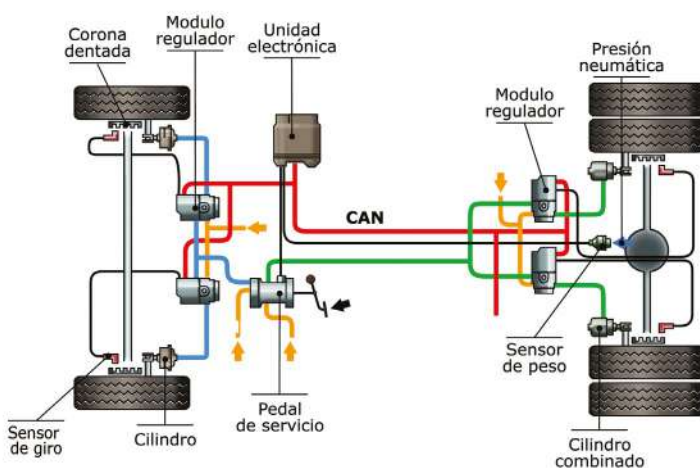 Modulo
regulador
Unidad
electrónica
Corona
dentada
Presión
neumática
Modulo
regulador
CAN
Sensor
de peso
Sensor
de giro
Cilindro
Pedal
de servicio
Cilindro
combinado